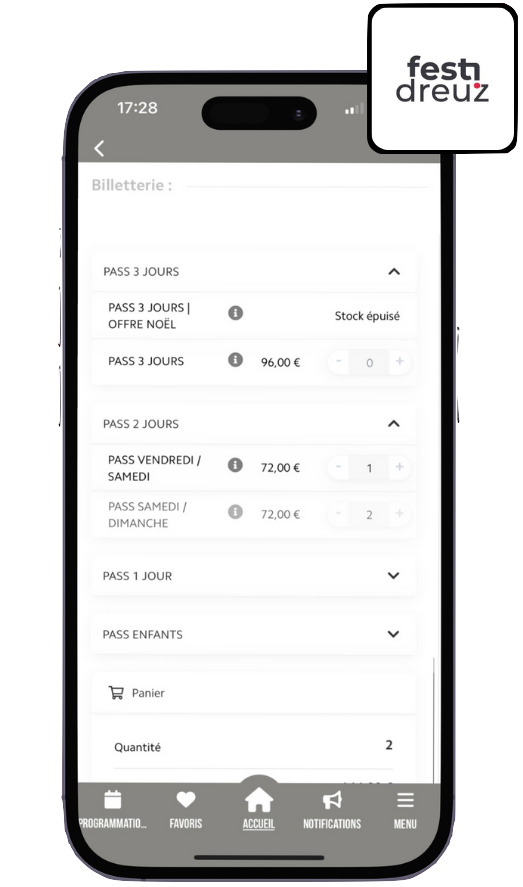 festi
dreuz
17:28
Billetterie :
PASS 3 JOURS
PASS 3 JOURS |
OFFRE NOËL
Stock épuisé
PASS 3 JOURS
96,00 €
- 0 +
PASS 2 JOURS
PASS VENDREDI /
SAMEDI
72,00 €
- 1 +
PASS SAMEDI /
DIMANCHE
72,00 €
- 2 +
PASS 1 JOUR
PASS ENFANTS
Panier
Quantité
2
PROGRAMMATIO...
FAVORIS
ACCUEIL
NOTIFICATIONS
MENU